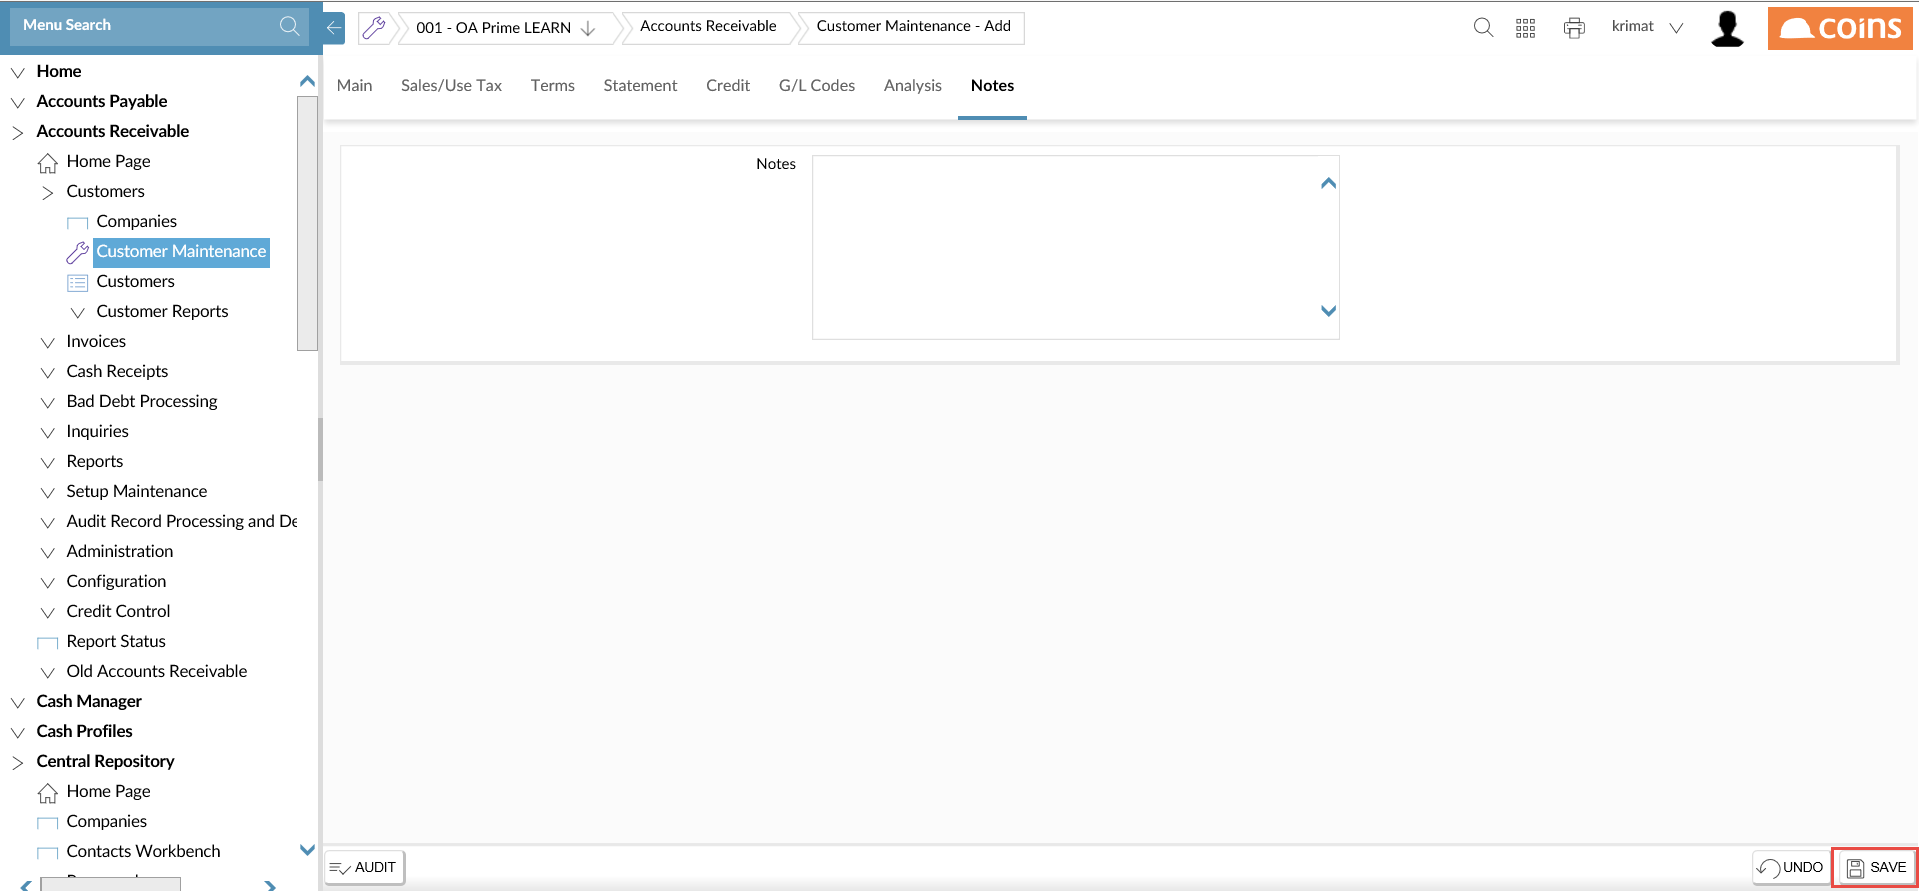 Menu Search
001 - OA Prime LEARN
Accounts Receivable
Customer Maintenance - Add
krimat
coins
Main
Sales/Use Tax
Terms
Statement
Credit
G/L Codes
Analysis
Notes
Home
Accounts Payable
Accounts Receivable
Home Page
Customers
Companies
Customer Maintenance
Customers
Customer Reports
Invoices
Cash Receipts
Bad Debt Processing
Inquiries
Reports
Setup Maintenance
Audit Record Processing and De
Administration
Configuration
Credit Control
Report Status
Old Accounts Receivable
Cash Manager
Cash Profiles
Central Repository
Home Page
Companies
Contacts Workbench
Notes
AUDIT
UNDO
SAVE